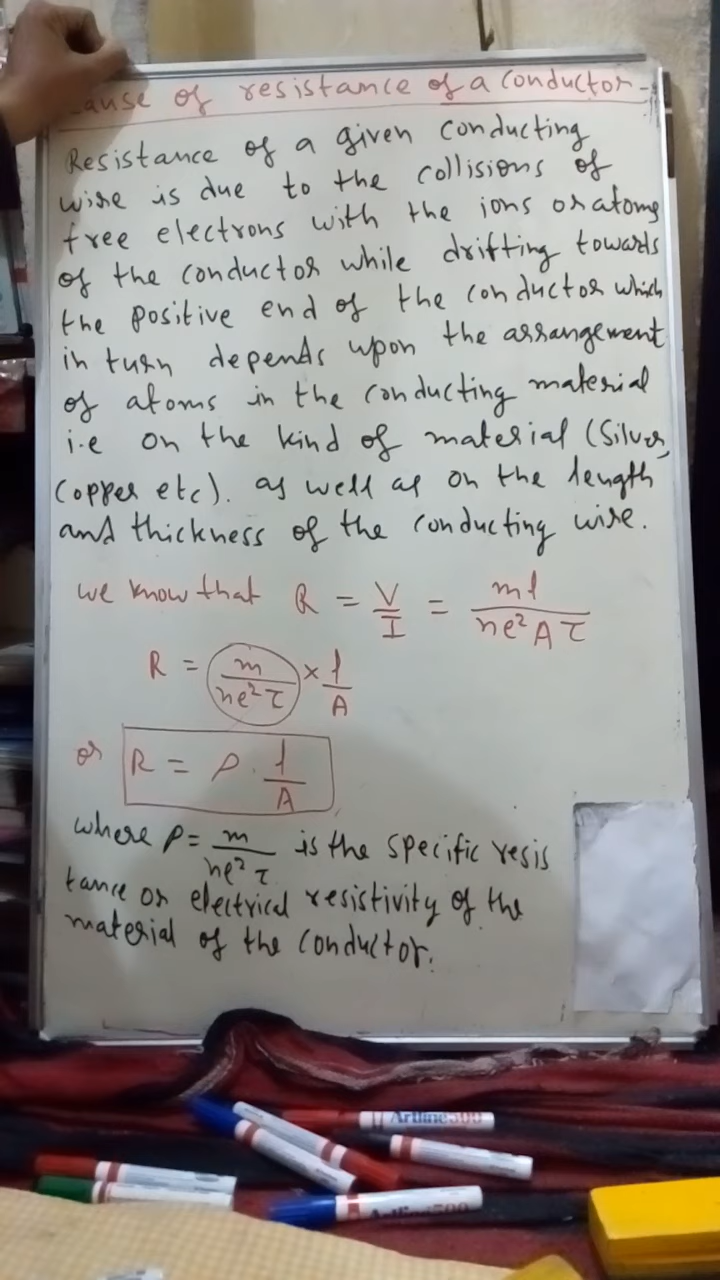 Cause of resistance of a conductor-
Resistance of a given conducting
wire is due to the collisions of
free electrons with the ions or atoms
of the conductor while drifting towards
the positive end of the conductor which
in turn depends upon the arrangement
of atoms in the conducting material
i.e on the kind of material (Silver,
Copper etc). as well as on the length
and thickness of the conducting wire.
we know that R = V/I = ml/ne²Aτ
R = m/ne²τ × l/A
or R = ρ. l/A
where ρ = m/ne²τ is the specific resis
tance or electrical resistivity of the
material of the conductor.
Artline 500
Artline 500